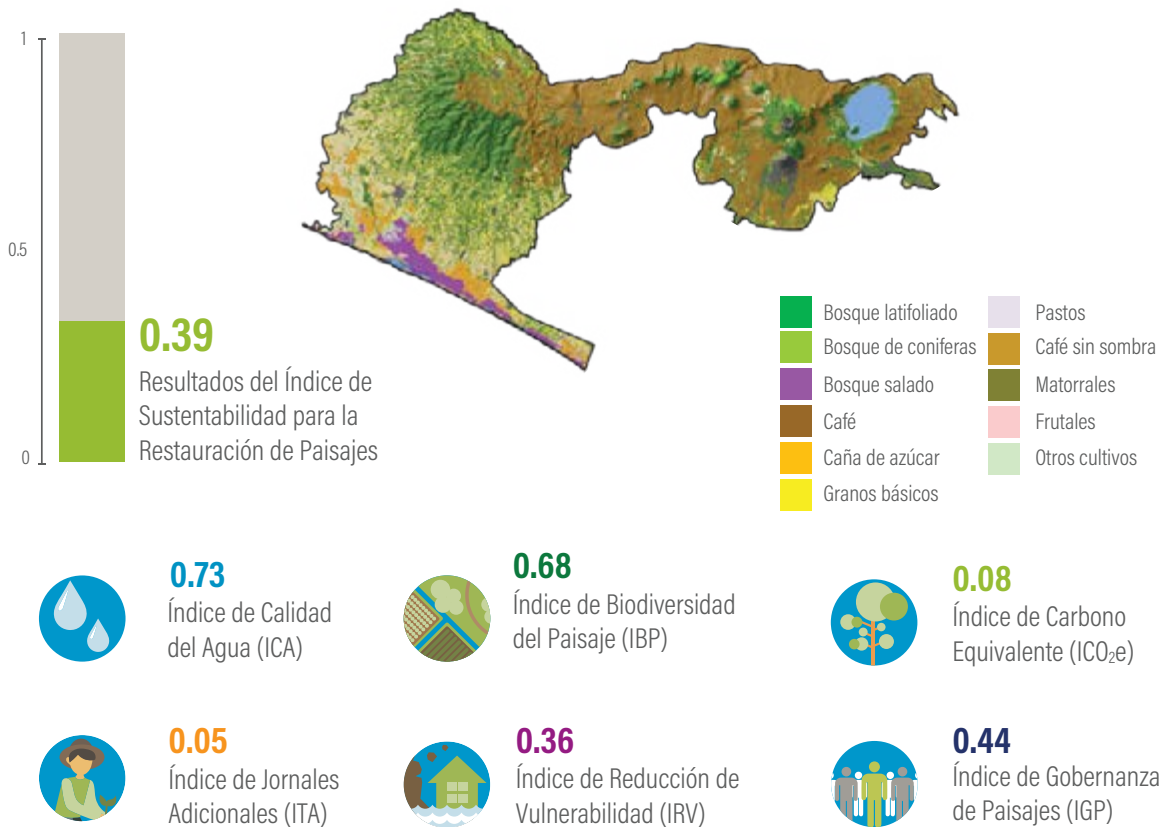 1
0.5
0
0.39
Resultados del Índice de
Sustentabilidad para la
Restauración de Paisajes
Bosque latifoliado
Bosque de coniferas
Bosque salado
Café
Caña de azúcar
Granos básicos
Pastos
Café sin sombra
Matorrales
Frutales
Otros cultivos
0.73
Índice de Calidad
del Agua (ICA)
0.68
Índice de Biodiversidad
del Paisaje (IBP)
0.08
Índice de Carbono
Equivalente (ICO₂e)
0.05
Índice de Jornales
Adicionales (ITA)
0.36
Índice de Reducción de
Vulnerabilidad (IRV)
0.44
Índice de Gobernanza
de Paisajes (IGP)